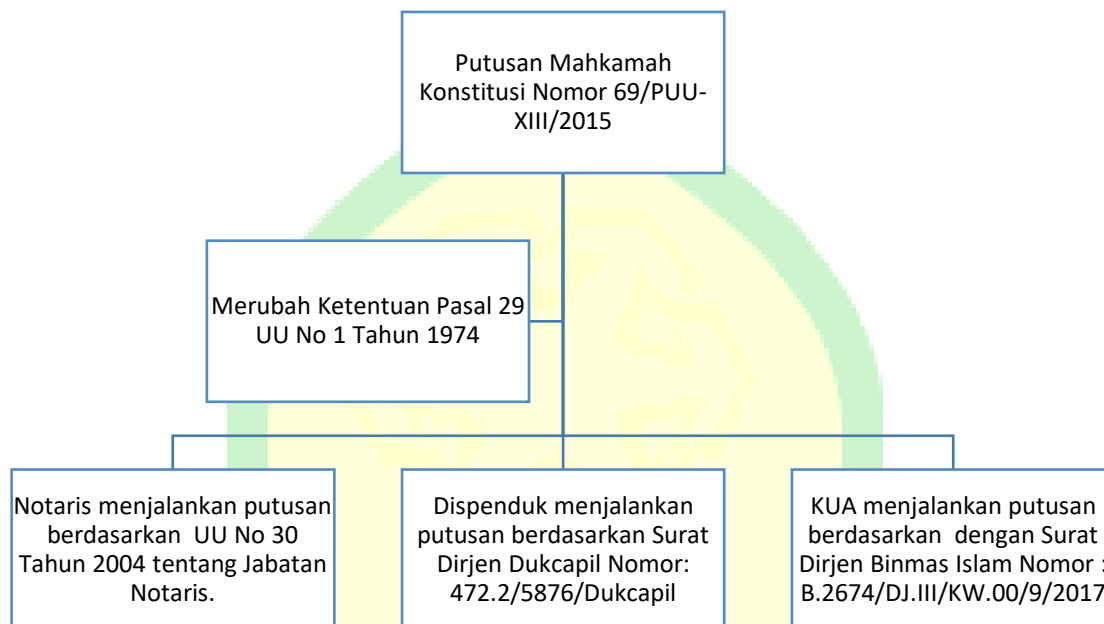 Putusan Mahkamah
Konstitusi Nomor 69/PUU-
XIII/2015
Merubah Ketentuan Pasal 29
UU No 1 Tahun 1974
Notaris menjalankan putusan
berdasarkan UU No 30
Tahun 2004 tentang Jabatan
Notaris.
Dispenduk menjalankan
putusan berdasarkan Surat
Dirjen Dukcapil Nomor:
472.2/5876/Dukcapil
KUA menjalankan putusan
berdasarkan dengan Surat
Dirjen Binmas Islam Nomor :
B.2674/DJ.III/KW.00/9/2017